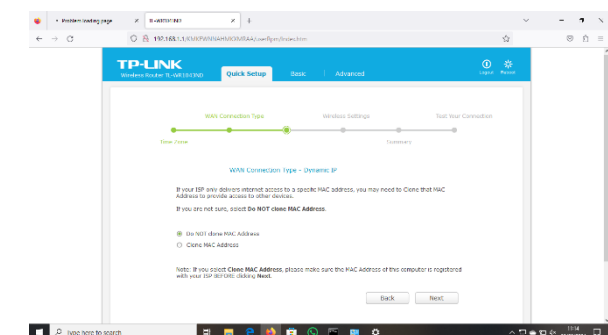 Problem loading page
TL-WR1043ND
192.168.1.1
TP-LINK
Wireless Router TL-WR1043ND
Quick Setup
Basic
Advanced
Logout
Reboot
WAN Connection Type
Wireless Settings
Test Your Connection
Time Zone
Summary
WAN Connection Type - Dynamic IP
If your ISP only delivers internet access to a specific MAC address, you may need to Clone that MAC
Address to provide access to other devices.
If you are not sure, select Do NOT clone MAC Address.
Do NOT clone MAC Address
Clone MAC Address
Note: If you select Clone MAC Address, please make sure the MAC Address of this computer is registered
with your ISP BEFORE clicking Next.
Back
Next
Type here to search